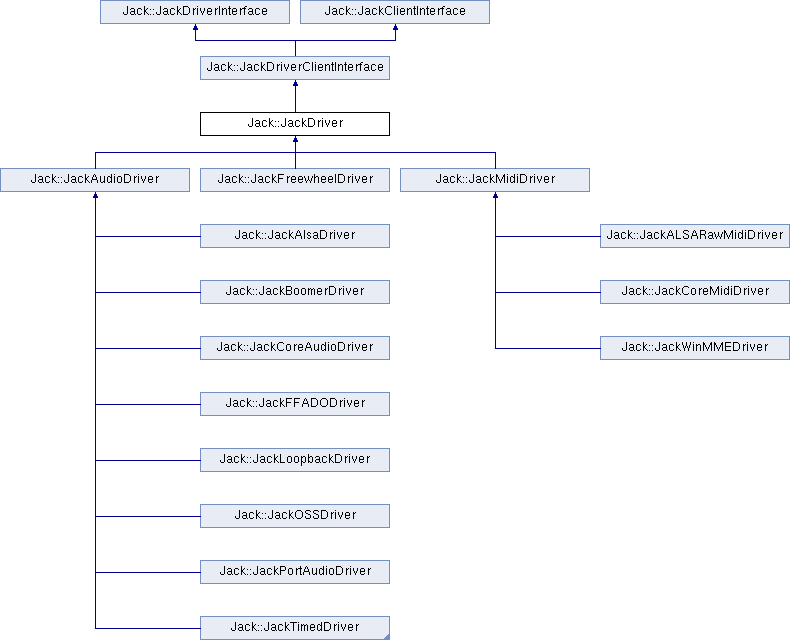 Jack::JackDriverInterface
Jack::JackClientInterface
Jack::JackDriverClientInterface
Jack::JackDriver
Jack::JackAudioDriver
Jack::JackFreewheelDriver
Jack::JackMidiDriver
Jack::JackAlsaDriver
Jack::JackALSARawMidiDriver
Jack::JackBoomerDriver
Jack::JackCoreMidiDriver
Jack::JackCoreAudioDriver
Jack::JackWinMMEDriver
Jack::JackFFADODriver
Jack::JackLoopbackDriver
Jack::JackOSSDriver
Jack::JackPortAudioDriver
Jack::JackTimedDriver